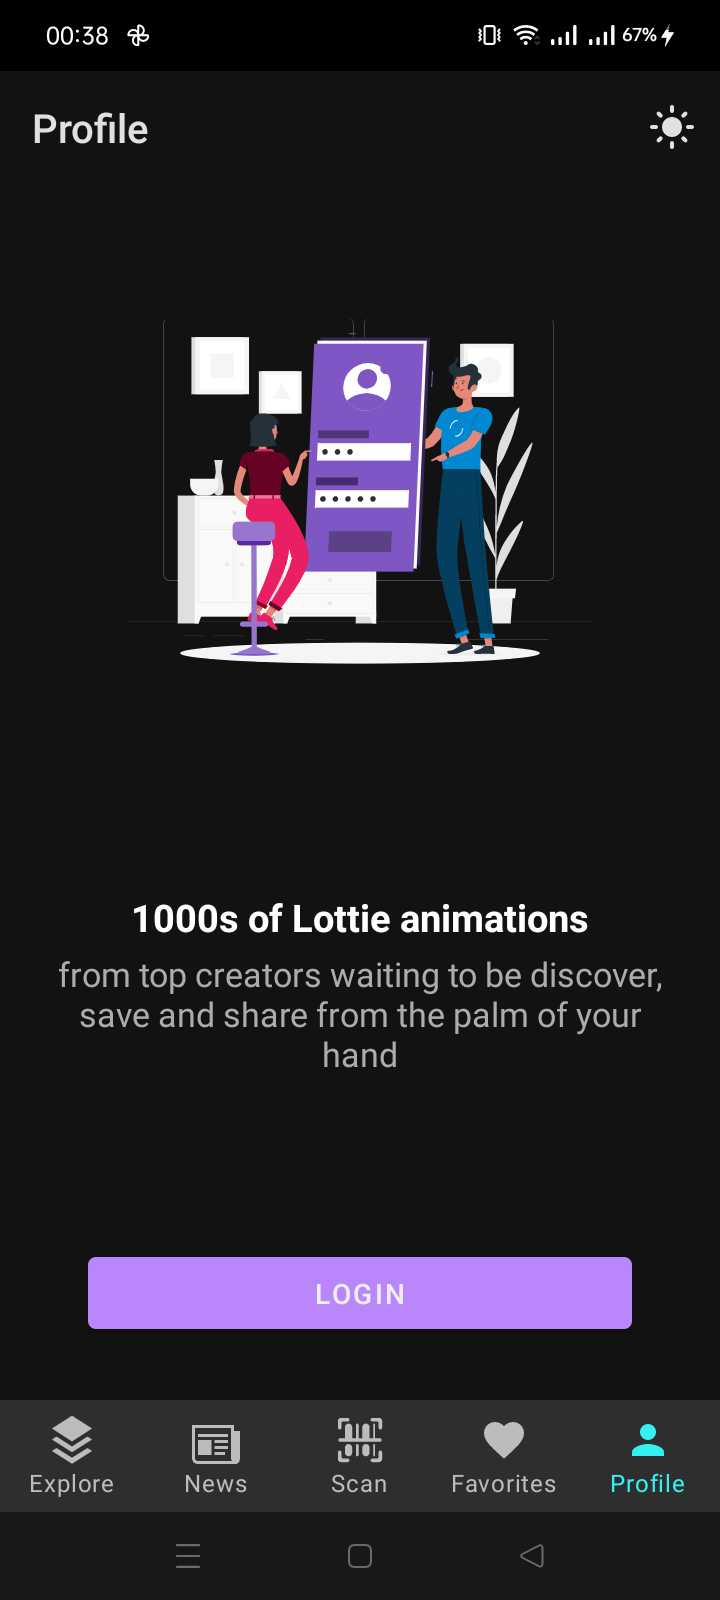 00:38
67%
Profile
1000s of Lottie animations
from top creators waiting to be discover,
save and share from the palm of your
hand
LOGIN
Explore
News
Scan
Favorites
Profile